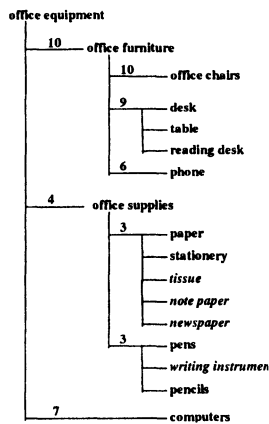 office equipment
10 office furniture
10 office chairs
9 desk
table
reading desk
6 phone
4 office supplies
3 paper
stationery
tissue
note paper
newspaper
3 pens
writing instrumen
pencils
7 computers